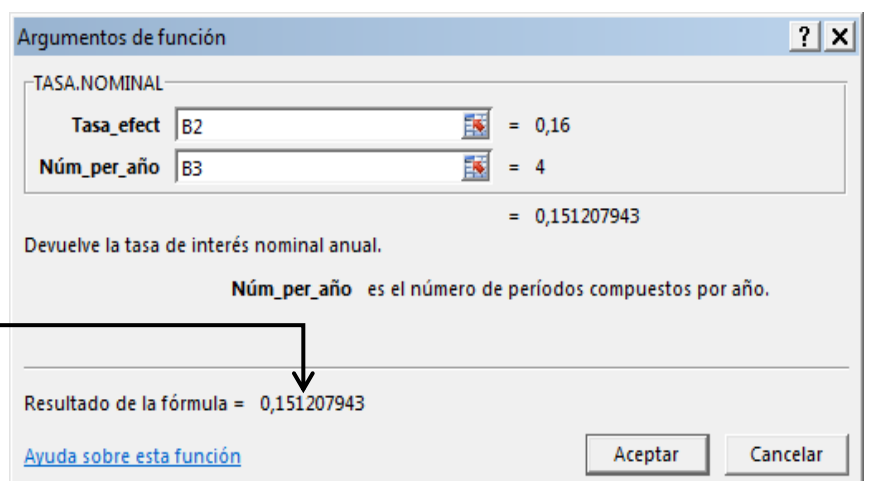 Argumentos de función
TASA.NOMINAL
Tasa_efect B2 = 0,16
Núm_per_año B3 = 4
= 0,151207943
Devuelve la tasa de interés nominal anual.
Núm_per_año es el número de períodos compuestos por año.
Resultado de la fórmula = 0,151207943
Ayuda sobre esta función Aceptar Cancelar